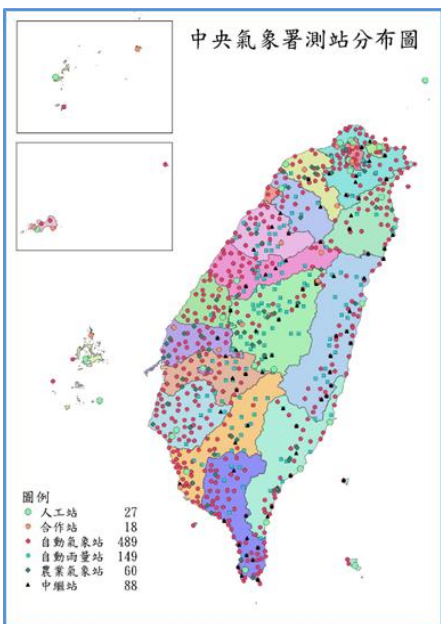 中央氣象署測站分布圖
圖例
人工站 27
合作站 18
自動氣象站 489
自動雨量站 149
農業氣象站 60
中繼站 88